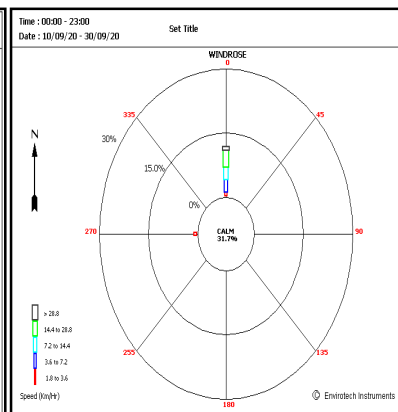 Time : 00:00 - 23:00
Set Title
Date : 10/09/20 - 30/09/20
WINDROSE
0
335
45
N
30%
15.0%
0%
CALM
31.7%
270
90
> 28.8
14.4 to 28.8
7.2 to 14.4
3.6 to 7.2
1.8 to 3.6
255
135
Speed (Km/Hr)
180
© Envirotech Instruments